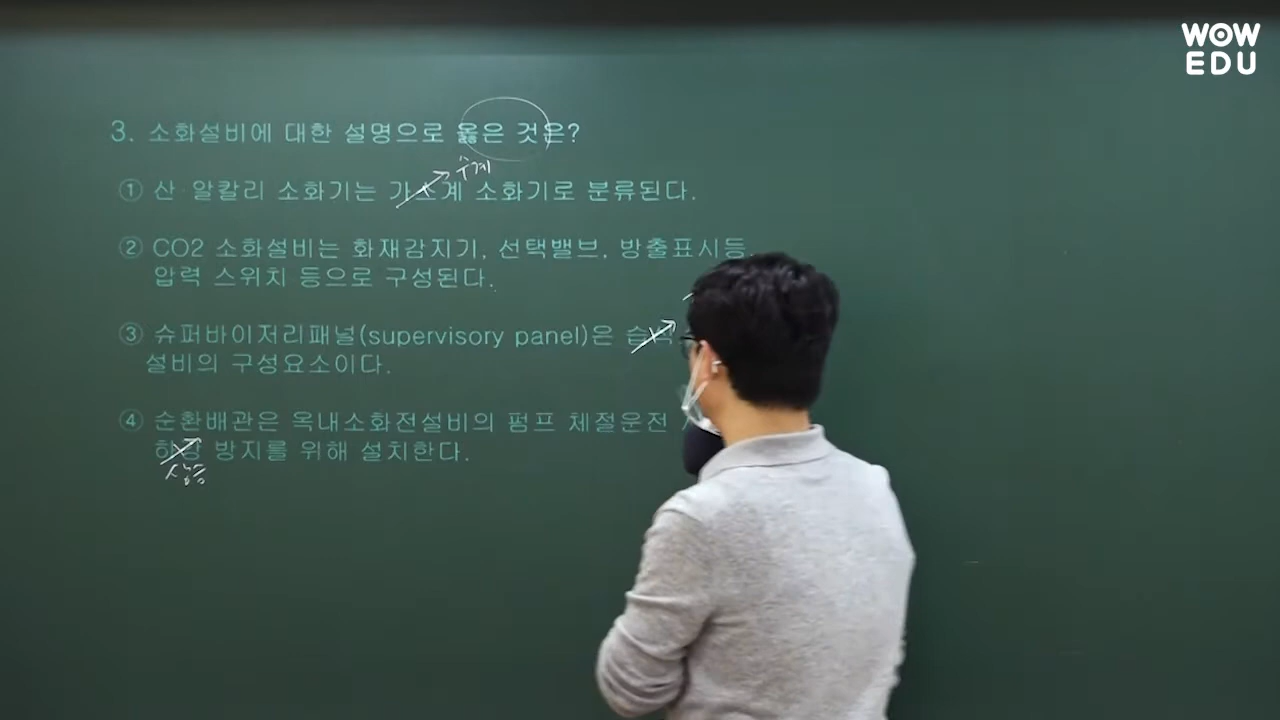 WOW
EDU
3. 소화설비에 대한 설명으로 옳은 것은?
수계
① 산·알칼리 소화기는 가스계 소화기로 분류된다.
② CO2 소화설비는 화재감지기, 선택밸브, 방출표시등,
압력 스위치 등으로 구성된다.
③ 슈퍼바이저리패널(supervisory panel)은 습식
설비의 구성요소이다.
④ 순환배관은 옥내소화전설비의 펌프 체절운전
하강 방지를 위해 설치한다.
상승